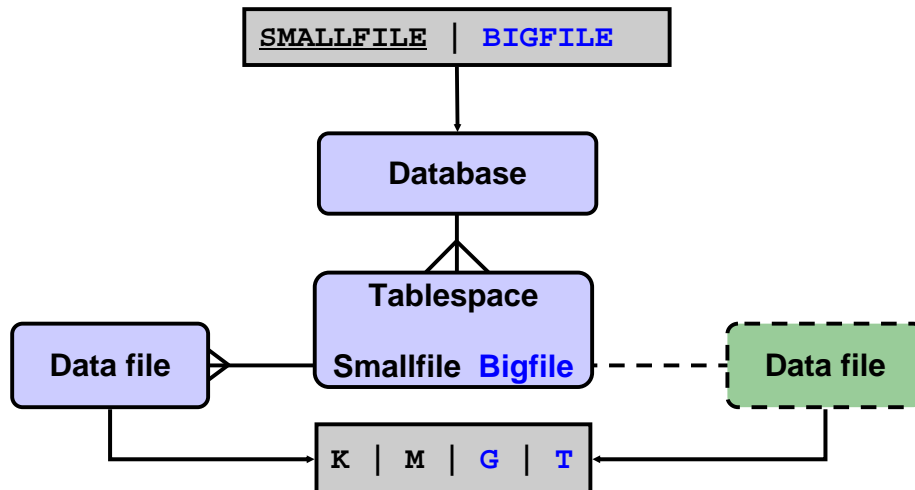 SMALLFILE | BIGFILE
Database
Tablespace
Data file
Smallfile Bigfile
Data file
K | M | G | T